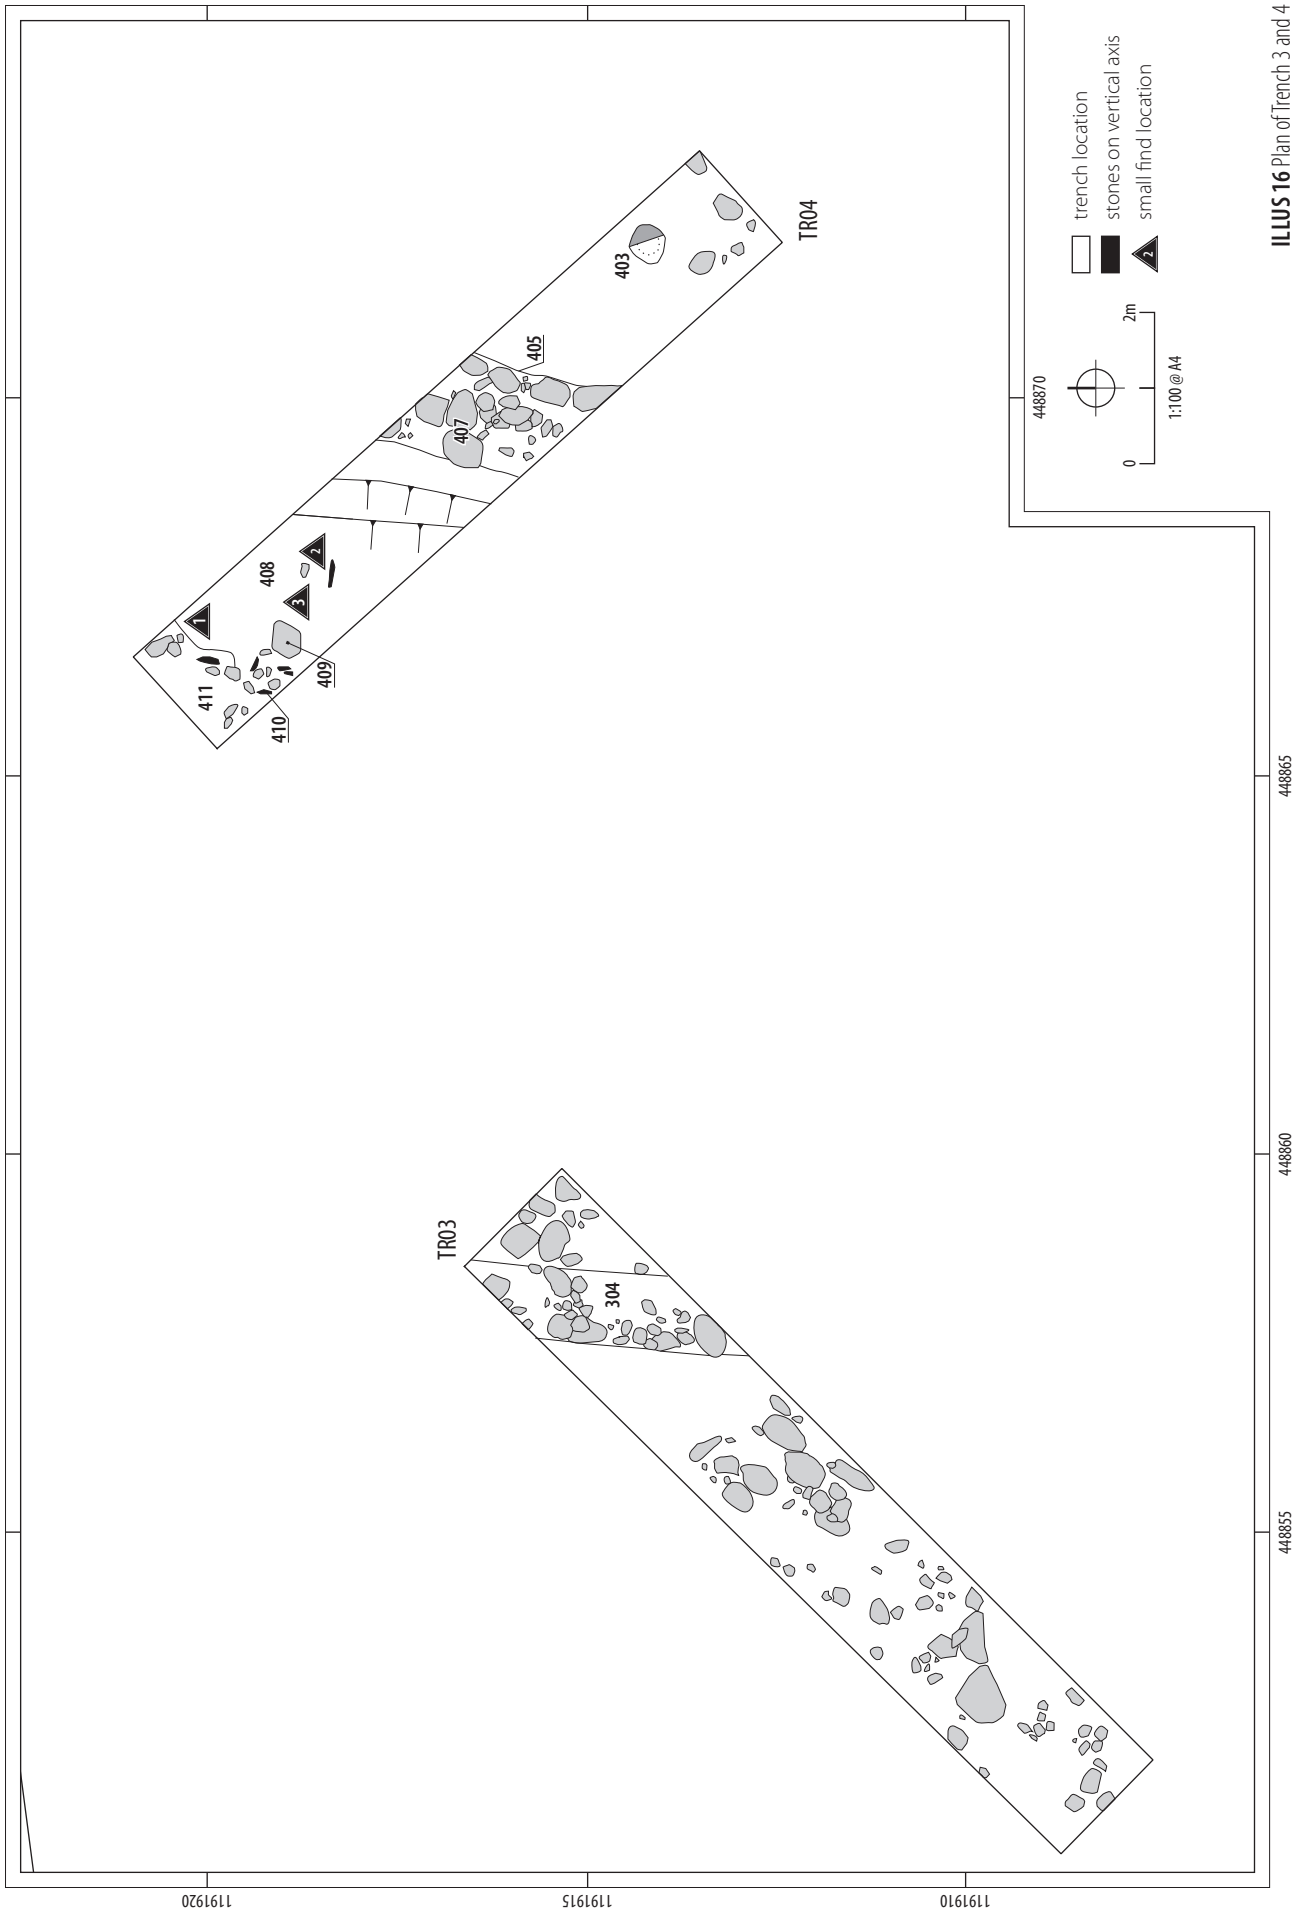 TR03
304
TR04
411
410
409
408
1
2
3
407
405
403
1191920
1191915
1191910
448855
448860
448865
448870
0
2m
1:100 @ A4
trench location
stones on vertical axis
2
small find location
ILLUS 16 Plan of Trench 3 and 4